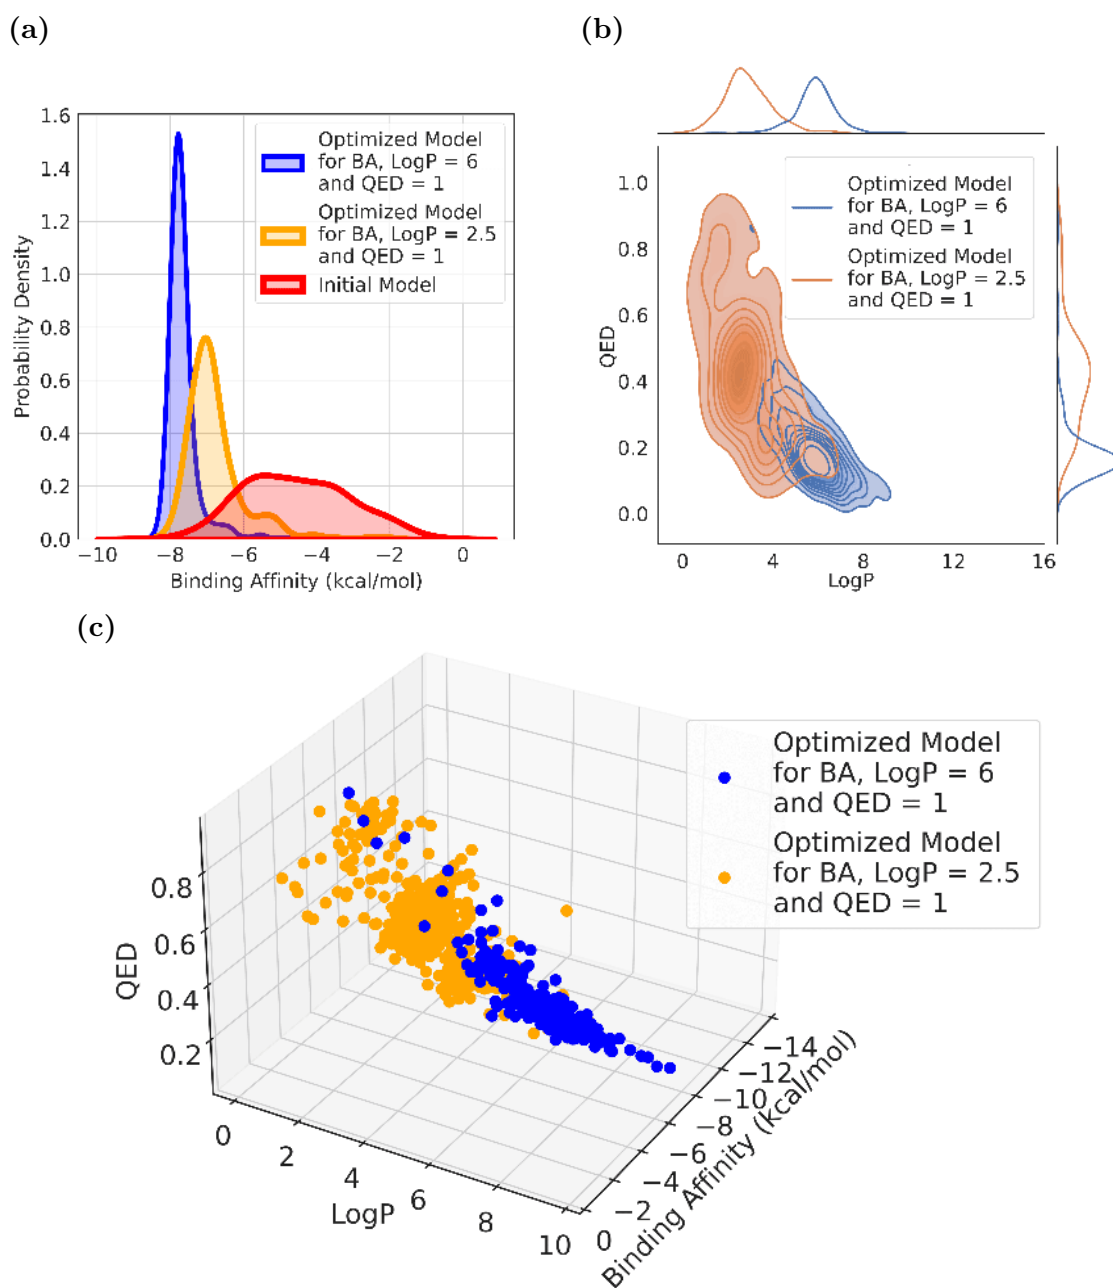 (a)
1.6
1.4
1.2
1.0
0.8
0.6
0.4
0.2
0.0
Probability Density
−10
−8
−6
−4
−2
0
Binding Affinity (kcal/mol)
Optimized Model
for BA, LogP = 6
and QED = 1
Optimized Model
for BA, LogP = 2.5
and QED = 1
Initial Model
(b)
1.0
0.8
0.6
0.4
0.2
0.0
QED
0
4
8
12
16
LogP
Optimized Model
for BA, LogP = 6
and QED = 1
Optimized Model
for BA, LogP = 2.5
and QED = 1
(c)
Optimized Model
for BA, LogP = 6
and QED = 1
Optimized Model
for BA, LogP = 2.5
and QED = 1
0.8
0.6
0.4
0.2
QED
0
2
4
6
8
10
LogP
0
−2
−4
−6
−8
−10
−12
−14
Binding Affinity (kcal/mol)